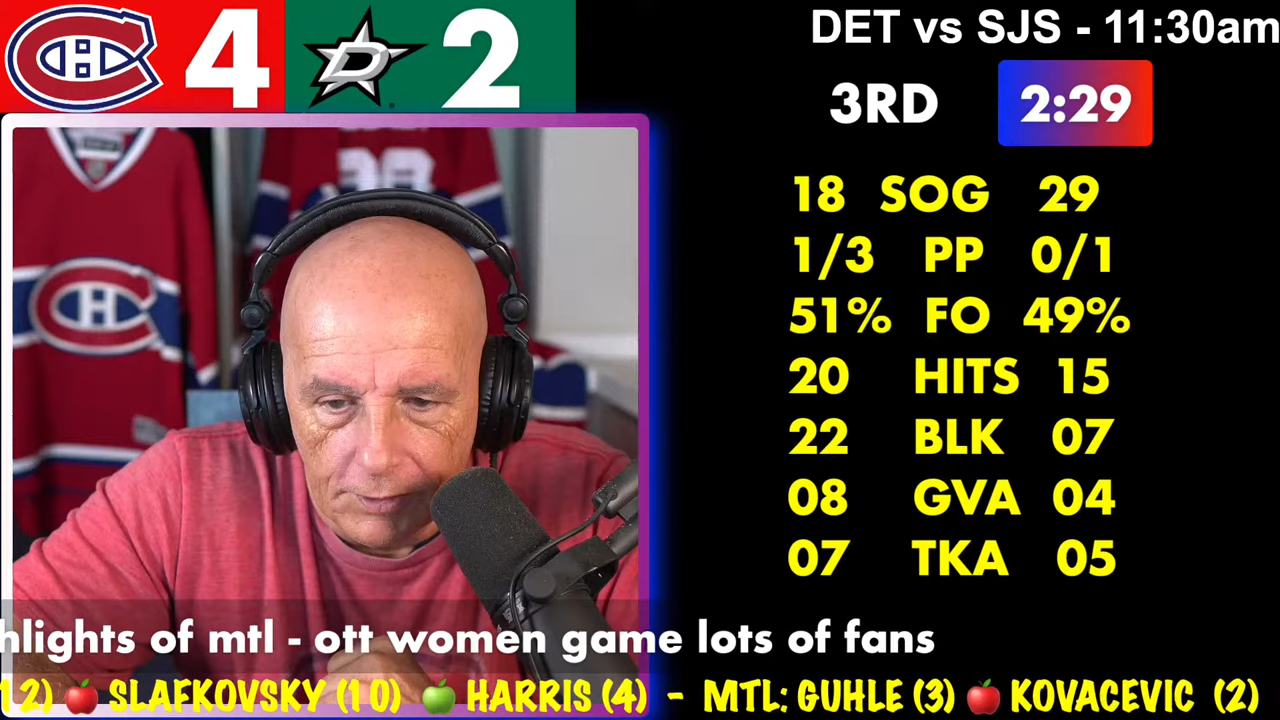 4 2
DET vs SJS - 11:30am
3RD 2:29
18 SOG 29
1/3 PP 0/1
51% FO 49%
20 HITS 15
22 BLK 07
08 GVA 04
07 TKA 05
hlights of mtl - ott women game lots of fans
12) 🍎 SLAFKOVSKY (10) 🍏 HARRIS (4) - MTL: GUHLE (3) 🍎 KOVACEVIC (2)